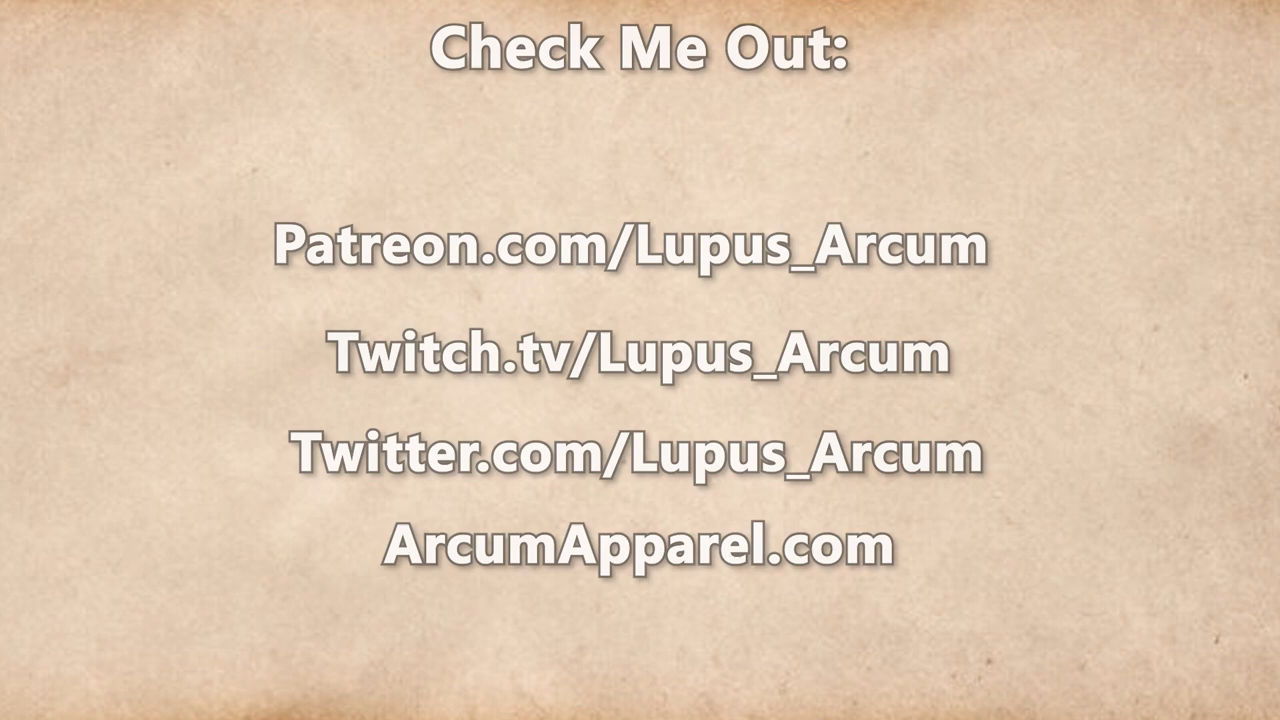 Check Me Out:
Patreon.com/Lupus_Arcum
Twitch.tv/Lupus_Arcum
Twitter.com/Lupus_Arcum
ArcumApparel.com